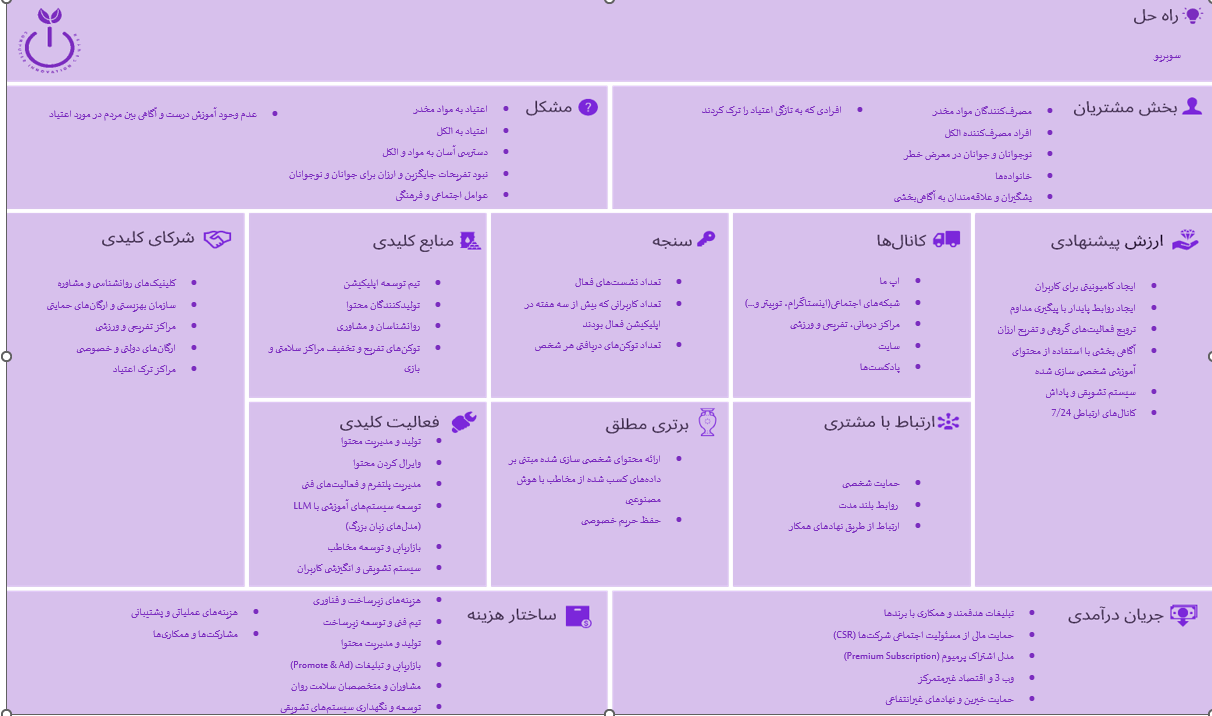 راه حل
سوبریو
بخش مشتریان
مصرف‌کنندگان مواد مخدر
افراد مصرف‌کننده الکل
نوجوانان و جوانان در معرض خطر
خانواده‌ها
پشگیران و علاقه‌مندان به آگاهی‌بخشی
افرادی که به تازگی اعتیاد را ترک کردند
مشکل
اعتیاد به مواد مخدر
اعتیاد به الکل
دسترسی آسان به مواد و الکل
نبود تفریحات جایگزین و ارزان برای جوانان و نوجوانان
عوامل اجتماعی و فرهنگی
عدم وجود آموزش درست و آگاهی بین مردم در مورد اعتیاد
ارزش پیشنهادی
ایجاد کامیونیتی برای کاربران
ایجاد روابط پایدار با پیگیری مداوم
ترویج فعالیت‌های گروهی و تفریح ارزان
آگاهی بخشی با استفاده از محتوای
آموزشی شخصی سازی شده
سیستم تشویقی و پاداش
کانال‌های ارتباطی 7/24
کانال‌ها
اپ ما
شبکه‌های اجتماعی(اینستاگرام، توییتر و...)
مراکز درمانی، تفریحی و ورزشی
سایت
پادکست‌ها
سنجه
تعداد نشست‌های فعال
تعداد کاربرانی که بیش از سه هفته در
اپلیکیشن فعال بودند
تعداد توکن‌های دریافتی هر شخص
منابع کلیدی
تیم توسعه اپلیکیشن
تولیدکنندگان محتوا
روانشناسان و مشاوری
توکن‌های تفریح و تخفیف مراکز سلامتی و
بازی
شرکای کلیدی
کلینیک‌های روانشناسی و مشاوره
سازمان بهزیستی و ارگان‌های حمایتی
مراکز تفریحی و ورزشی
ارگان‌های دولتی و خصوصی
مراکز ترک اعتیاد
ارتباط با مشتری
حمایت شخصی
روابط بلند مدت
ارتباط از طریق نهادهای همکار
برتری مطلق
ارائه محتوای شخصی سازی شده مبتنی بر
داده‌های کسب شده از مخاطب با هوش
مصنوعیی
حفظ حریم خصوصی
فعالیت کلیدی
تولید و مدیریت محتوا
وایرال کردن محتوا
مدیریت پلتفرم و فعالیت‌های فنی
توسعه سیستم‌های آموزشی با LLM
(مدل‌های زبان بزرگ)
بازاریابی و توسعه مخاطب
سیستم تشویقی و انگیزشی کاربران
جریان درآمدی
تبلیغات هدفمند و همکاری با برندها
حمایت مالی از مسئولیت اجتماعی شرکت‌ها (CSR)
مدل اشتراک پرمیوم (Premium Subscription)
وب 3 و اقتصاد غیرمتمرکز
حمایت خیرین و نهادهای غیرانتفاعی
ساختار هزینه
هزینه‌های زیرساخت و فناوری
تیم فنی و توسعه زیرساخت
تولید و مدیریت محتوا
بازاریابی و تبلیغات (Promote & Ad)
مشاوران و متخصصان سلامت روان
توسعه و نگهداری سیستم‌های تشویقی
هزینه‌های عملیاتی و پشتیبانی
مشارکت‌ها و همکاری‌ها